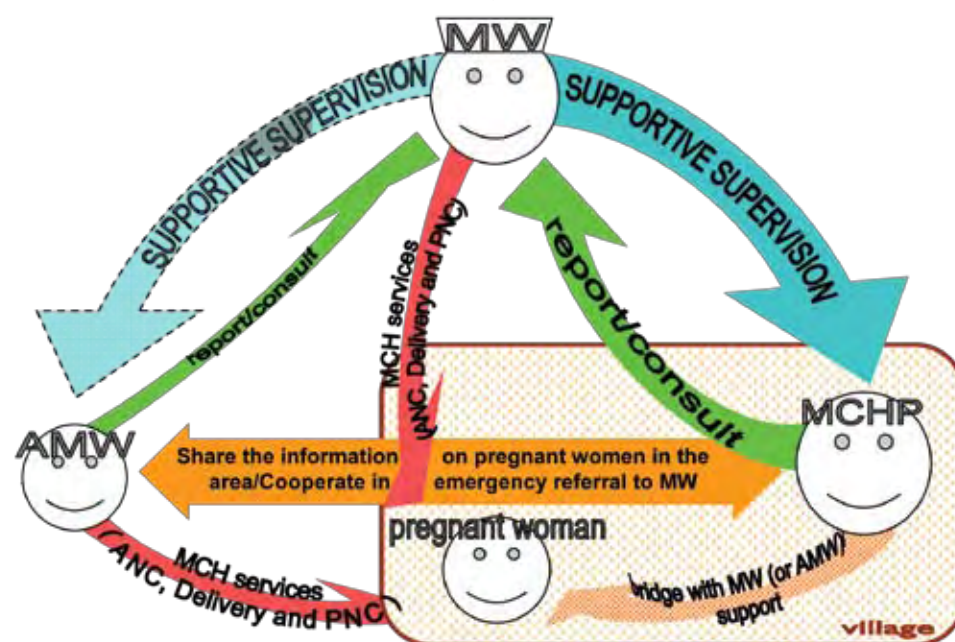 MW
SUPPORTIVE SUPERVISION
SUPPORTIVE SUPERVISION
report/consult
MCH services
(ANC, Delivery and PNC)
report/consult
AMW
MCHP
Share the information on pregnant women in the
area/Cooperate in emergency referral to MW
pregnant woman
MCH services
(ANC, Delivery and PNC)
bridge with MW (or AMW)
support
village